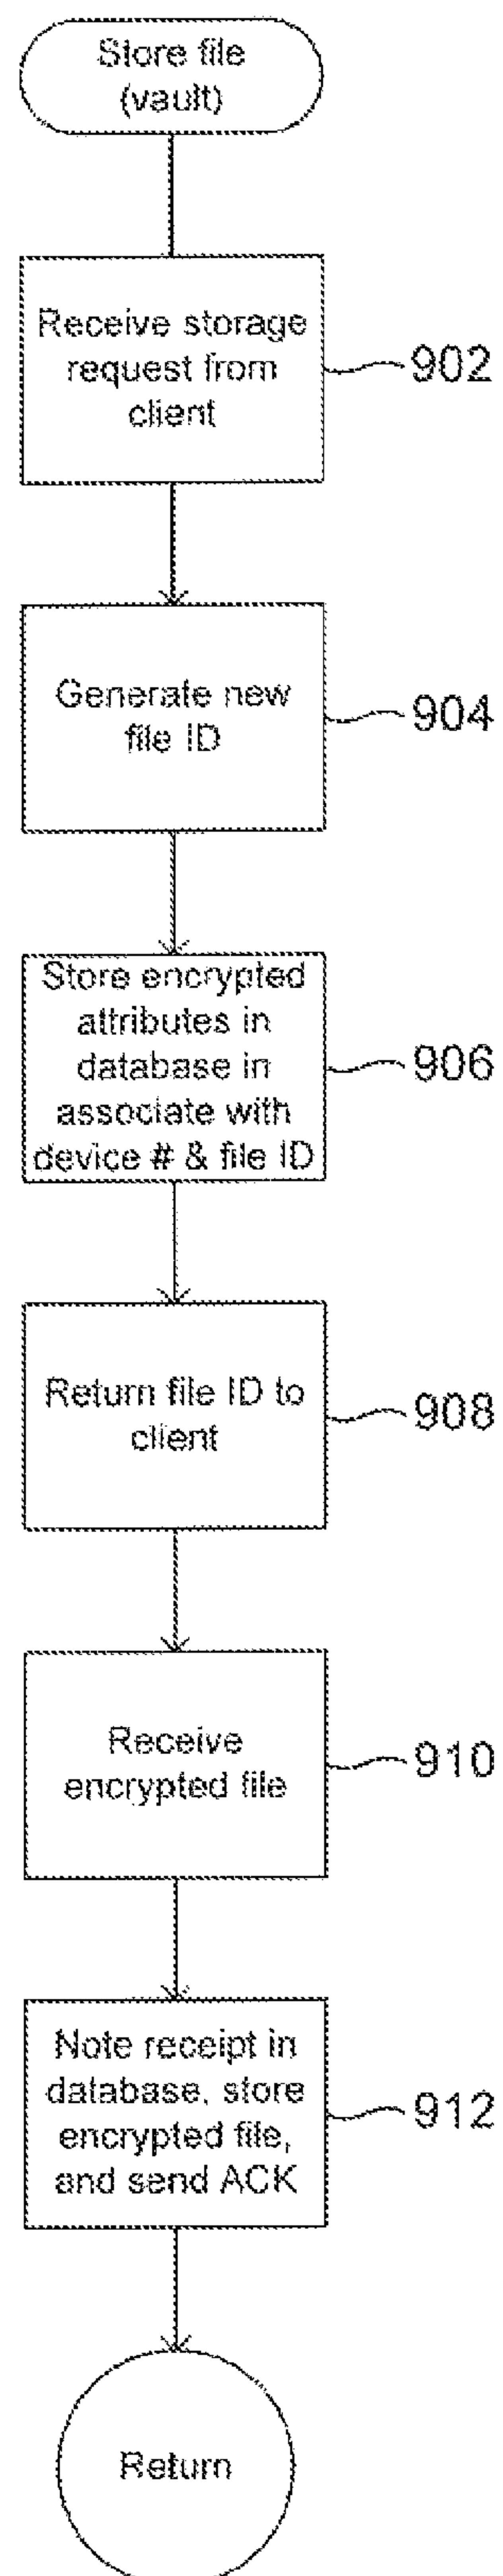 Store file
(vault)
Receive storage
request from
client
902
Generate new
file ID
904
Store encrypted
attributes in
database in
associate with
device # & file ID
906
Return file ID to
client
908
Receive
encrypted file
910
Note receipt in
database, store
encrypted file,
and send ACK
912
Return